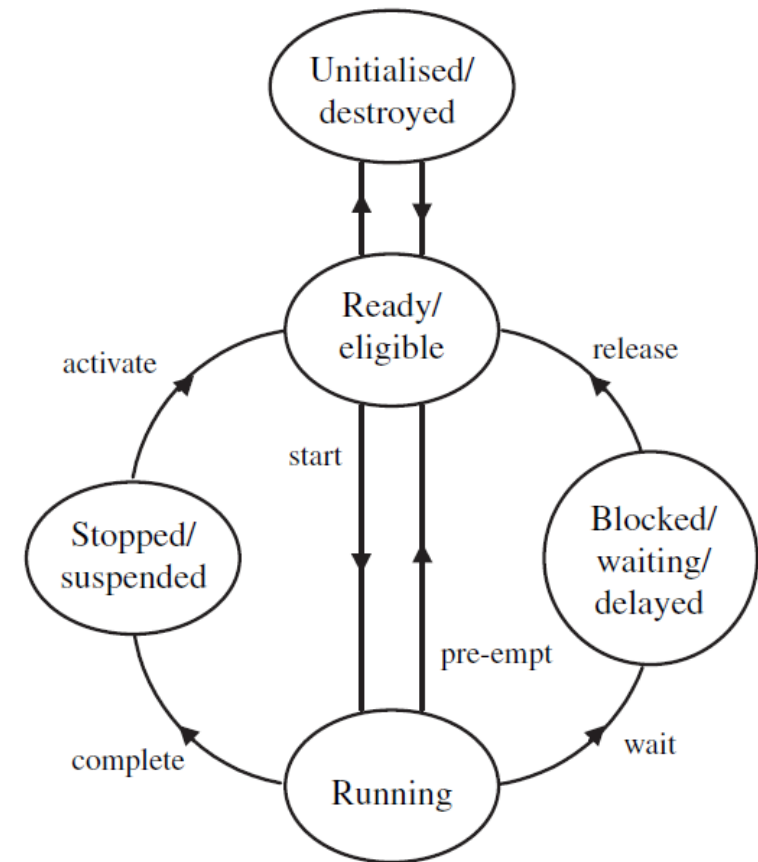 Unitialised/
destroyed
Ready/
eligible
activate
release
start
Stopped/
suspended
Blocked/
waiting/
delayed
pre-empt
complete
wait
Running